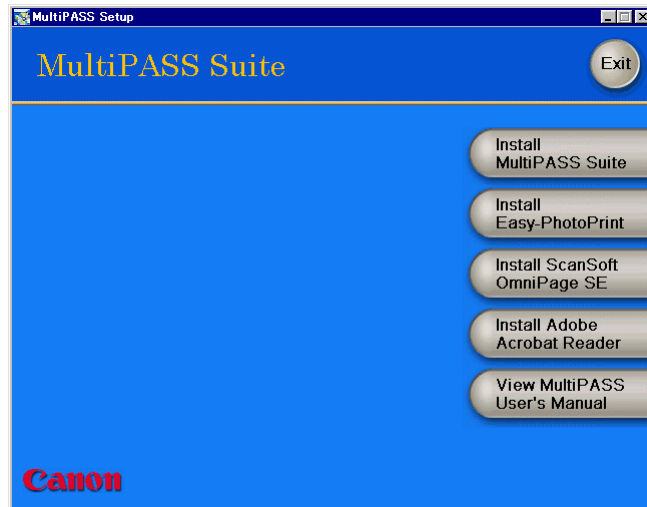 MultiPASS Setup
MultiPASS Suite
Exit
Install
MultiPASS Suite
Install
Easy-PhotoPrint
Install ScanSoft
OmniPage SE
Install Adobe
Acrobat Reader
View MultiPASS
User's Manual
Canon